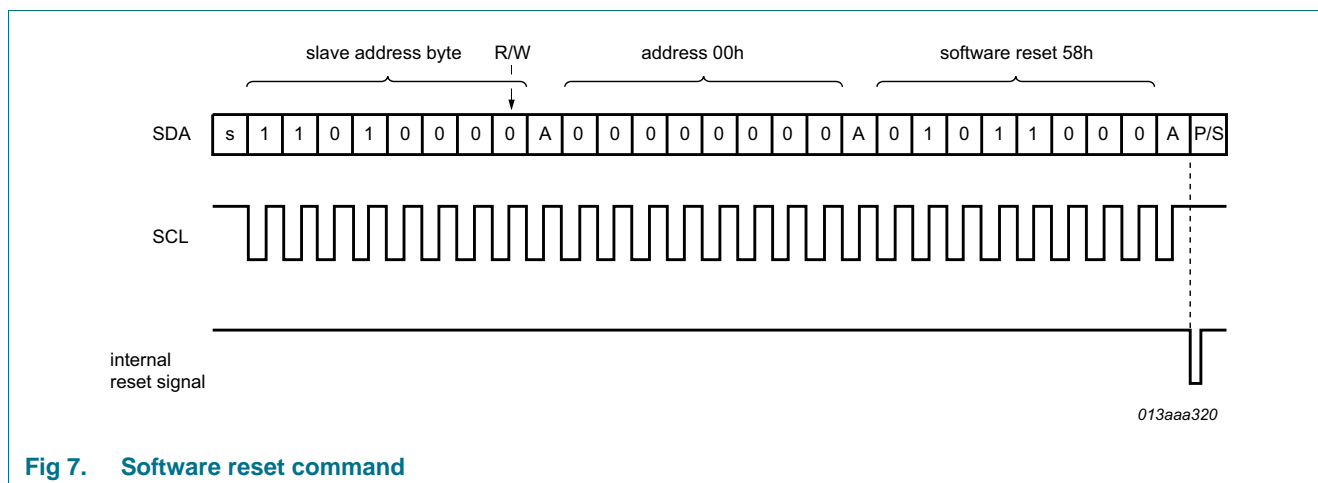 slave address byte R/W address 00h software reset 58h
SDA s 1 1 0 1 0 0 0 0 A 0 0 0 0 0 0 0 0 A 0 1 0 1 1 0 0 0 A P/S
SCL
internal
reset signal
013aaa320
Fig 7. Software reset command